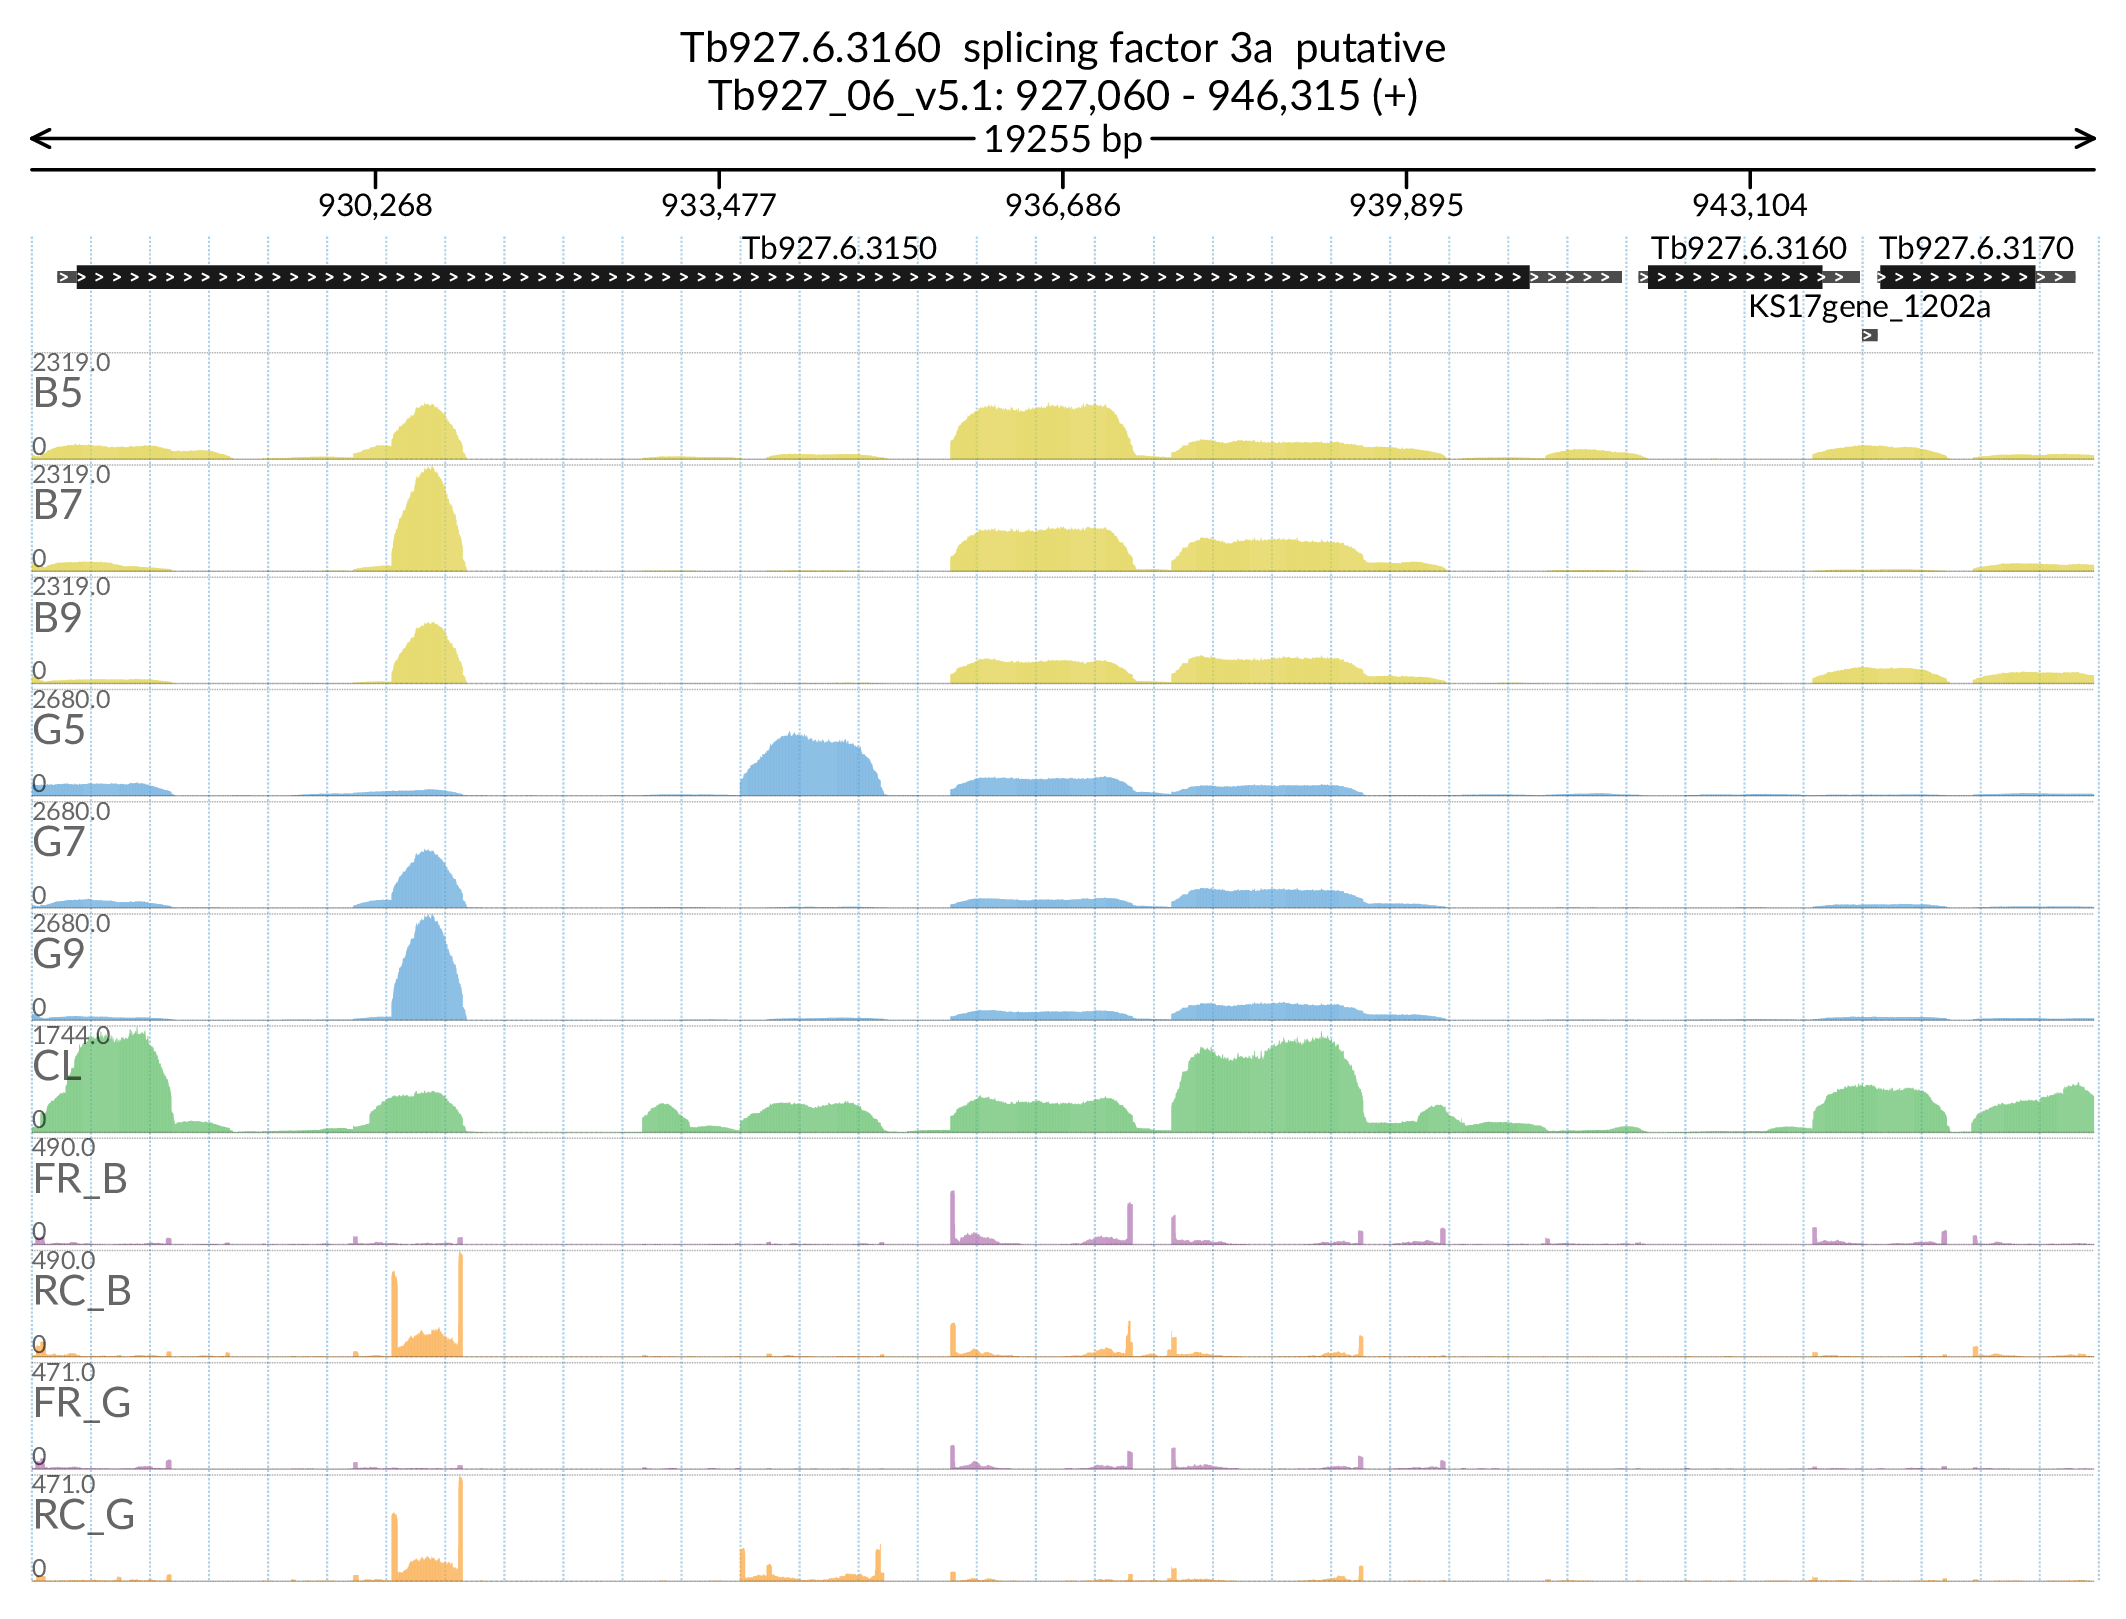 Tb927.6.3160 splicing factor 3a putative
Tb927_06_v5.1: 927,060 - 946,315 (+)
19255 bp
930,268 933,477 936,686 939,895 943,104
Tb927.6.3150 Tb927.6.3160 Tb927.6.3170
KS17gene_1202a
2319.0
B5
0
2319.0
B7
0
2319.0
B9
0
2680.0
G5
0
2680.0
G7
0
2680.0
G9
0
1744.0
CL
0
490.0
FR_B
0
490.0
RC_B
0
471.0
FR_G
0
471.0
RC_G
0